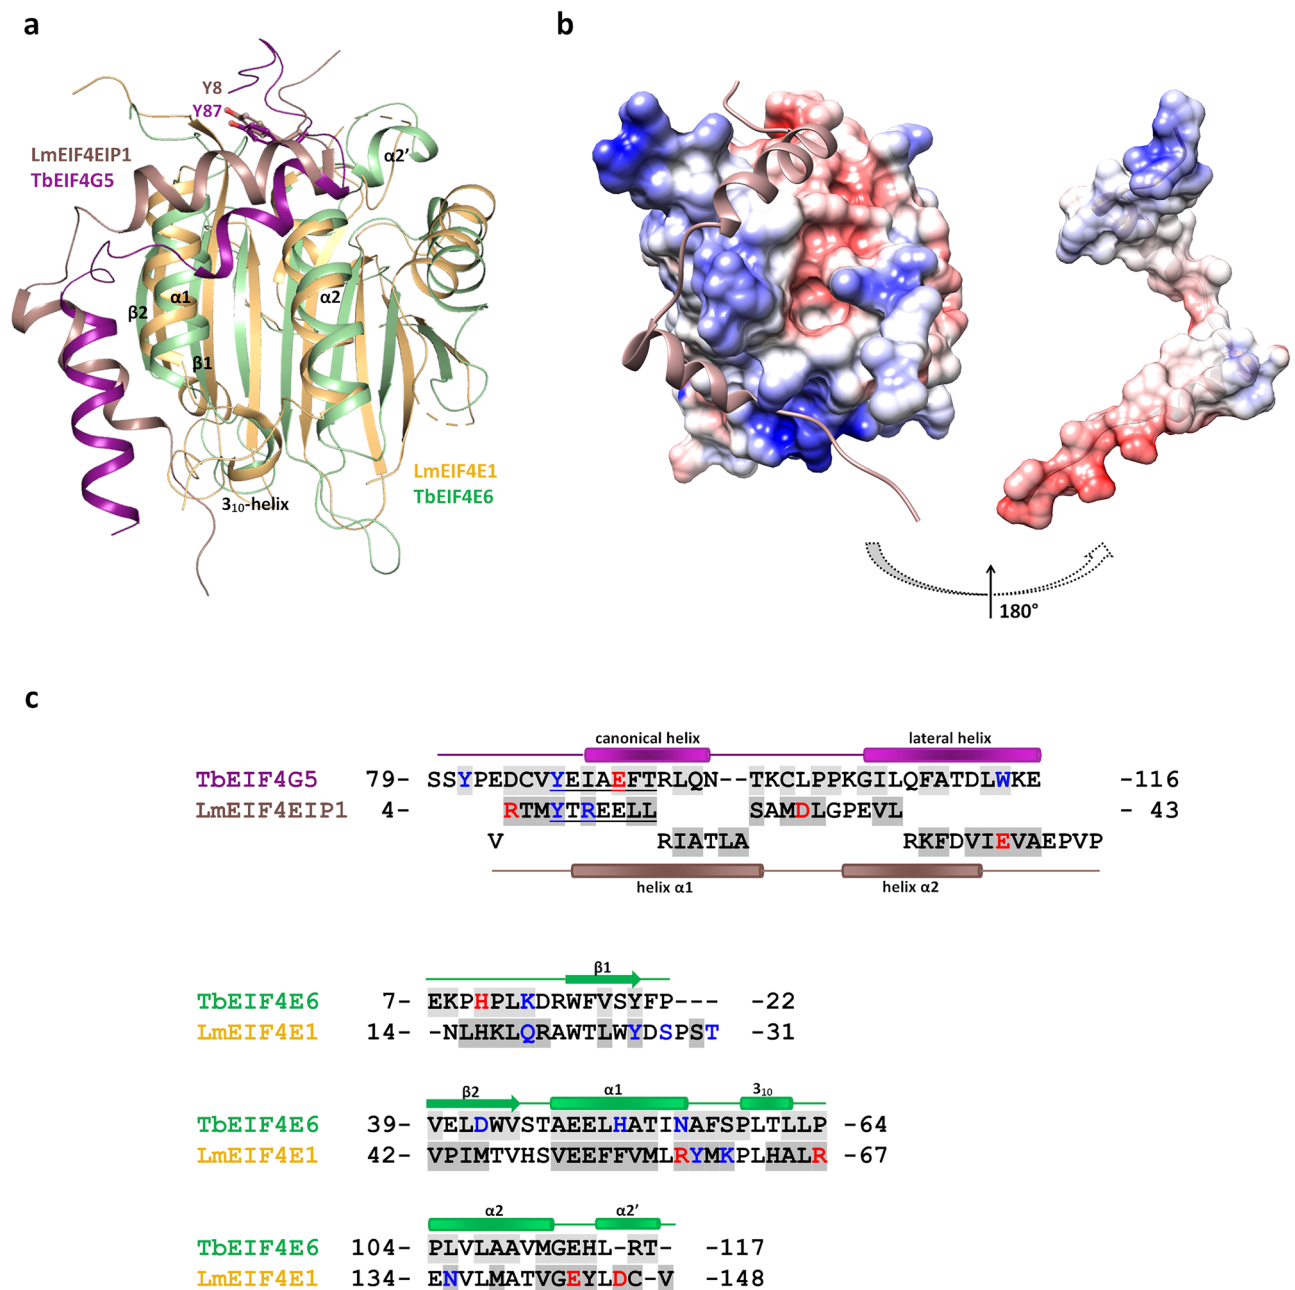 a
b
Y8
Y87
LmEIF4EIP1
TbEIF4G5
α2’
α1
α2
β2
β1
LmEIF4E1
TbEIF4E6
3₁₀-helix
180°
c
canonical helix lateral helix
TbEIF4G5 79- SSYPEDCVYEIAEFTRLQN--TKCLPPKGILQFATDLWKE -116
LmEIF4EIP1 4- RTMYTREELL SAMDLGPEVL - 43
V RIATLA RKFDVIEVAEPVP
helix α1 helix α2
β1
TbEIF4E6 7- EKPHPLKDRWFVSYFP--- -22
LmEIF4E1 14- -NLHKLQRAWTLWYDSPST -31
β2 α1 3₁₀
TbEIF4E6 39- VELDWVSTAEELHATINAFSPLTLLP -64
LmEIF4E1 42- VPIMTVHSVEEFFVMLRYMKPLHALR -67
α2 α2’
TbEIF4E6 104- PLVLAAVMGEHL-RT- -117
LmEIF4E1 134- ENVLMATVGEYLDC-V -148